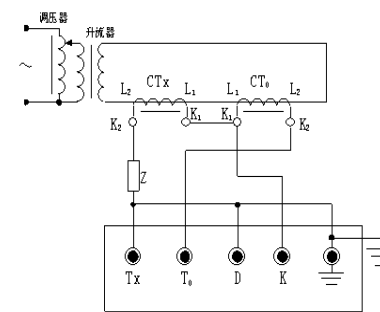 调压器
升流器
~
L₂ CTx L₁ L₁ CT₀ L₂
K₂ K₁ K₁ K₂
Z
Tx T₀ D K